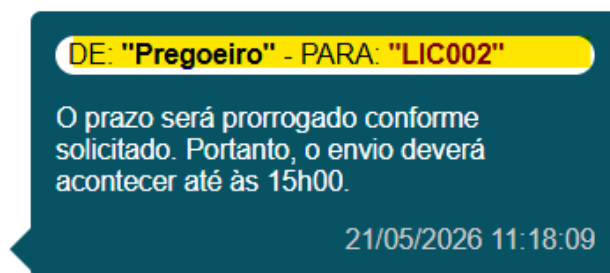 DE: "Pregoeiro" - PARA: "LIC002"
O prazo será prorrogado conforme
solicitado. Portanto, o envio deverá
acontecer até às 15h00.
21/05/2026 11:18:09